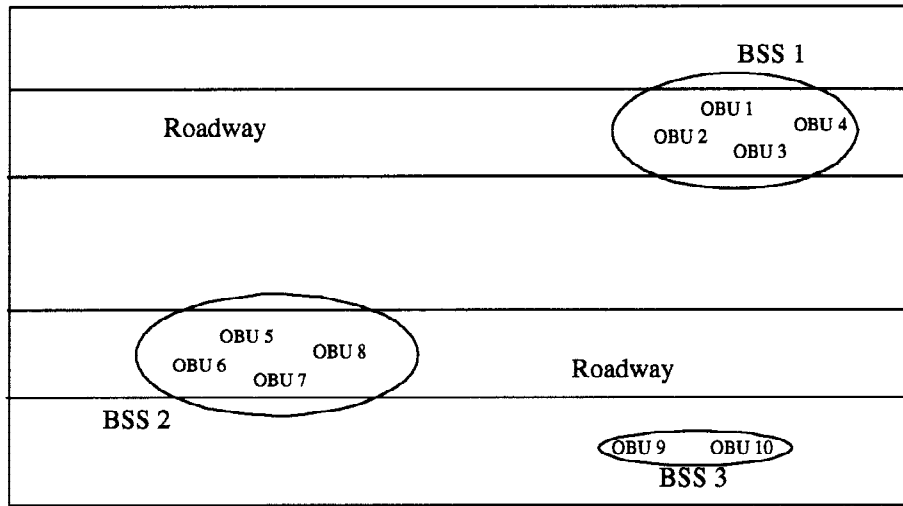 BSS 1
OBU 1
Roadway
OBU 2
OBU 4
OBU 3
OBU 5
OBU 6
OBU 8
OBU 7
Roadway
BSS 2
OBU 9
OBU 10
BSS 3